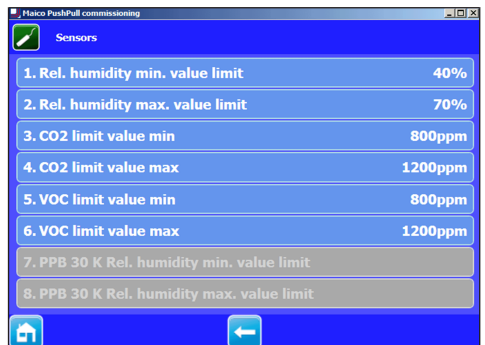 Maico PushPull commissioning
Sensors
1. Rel. humidity min. value limit 40%
2. Rel. humidity max. value limit 70%
3. CO2 limit value min 800ppm
4. CO2 limit value max 1200ppm
5. VOC limit value min 800ppm
6. VOC limit value max 1200ppm
7. PPB 30 K Rel. humidity min. value limit
8. PPB 30 K Rel. humidity max. value limit